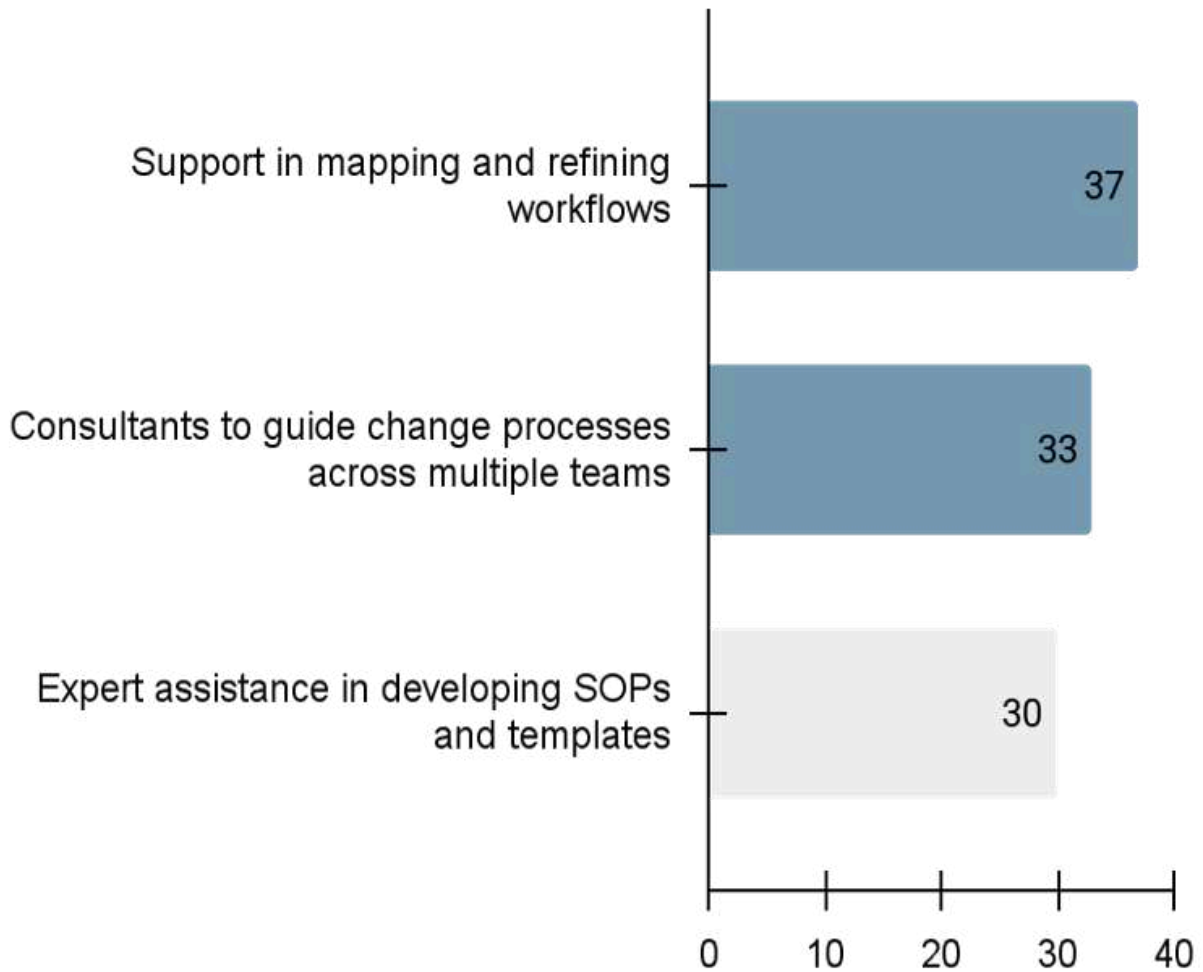 Support in mapping and refining
workflows
37
Consultants to guide change processes
across multiple teams
33
Expert assistance in developing SOPs
and templates
30
0 10 20 30 40